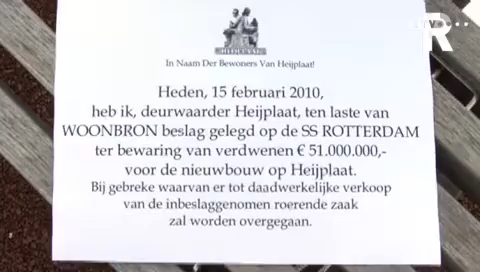 TV
R
HEIJPLAAT
In Naam Der Bewoners Van Heijplaat!
Heden, 15 februari 2010,
heb ik, deurwaarder Heijplaat, ten laste van
WOONBRON beslag gelegd op de SS ROTTERDAM
ter bewaring van verdwenen € 51.000.000,-
voor de nieuwbouw op Heijplaat.
Bij gebreke waarvan er tot daadwerkelijke verkoop
van de inbeslaggenomen roerende zaak
zal worden overgegaan.